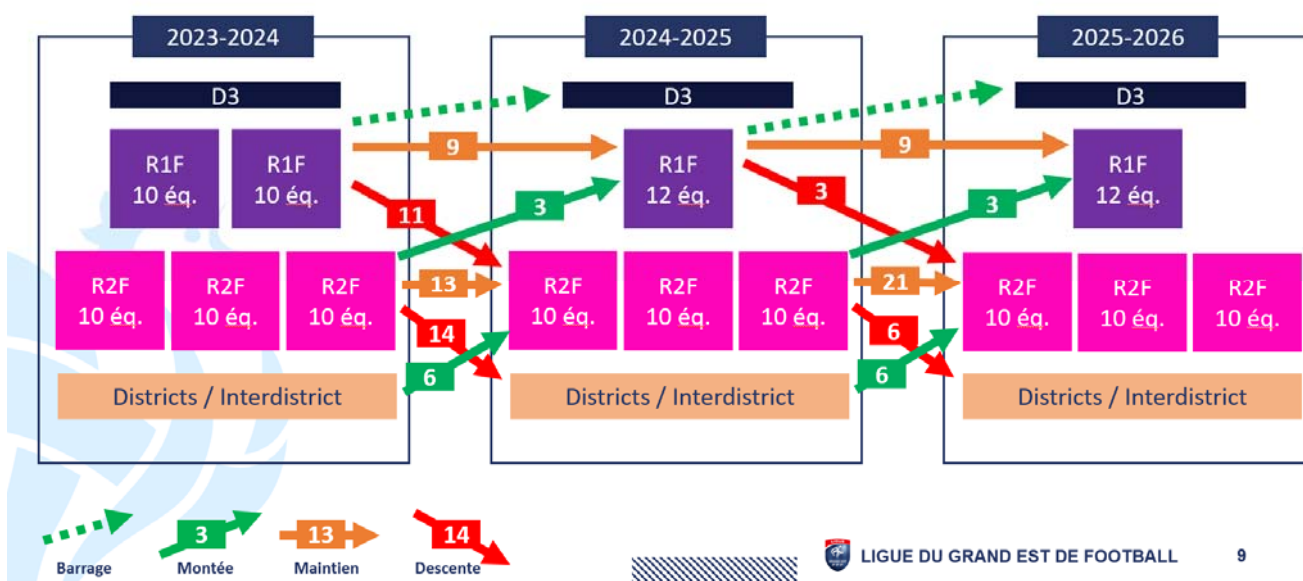 2023-2024
2024-2025
2025-2026
D3
D3
D3
R1F
10 éq.
R1F
10 éq.
9
R1F
12 éq.
9
R1F
12 éq.
11
3
3
3
R2F
10 éq.
R2F
10 éq.
R2F
10 éq.
13
14
6
R2F
10 éq.
R2F
10 éq.
R2F
10 éq.
21
6
6
R2F
10 éq.
R2F
10 éq.
R2F
10 éq.
Districts / Interdistrict
Districts / Interdistrict
Districts / Interdistrict
3
13
14
Barrage
Montée
Maintien
Descente
LIGUE DU GRAND EST DE FOOTBALL
9